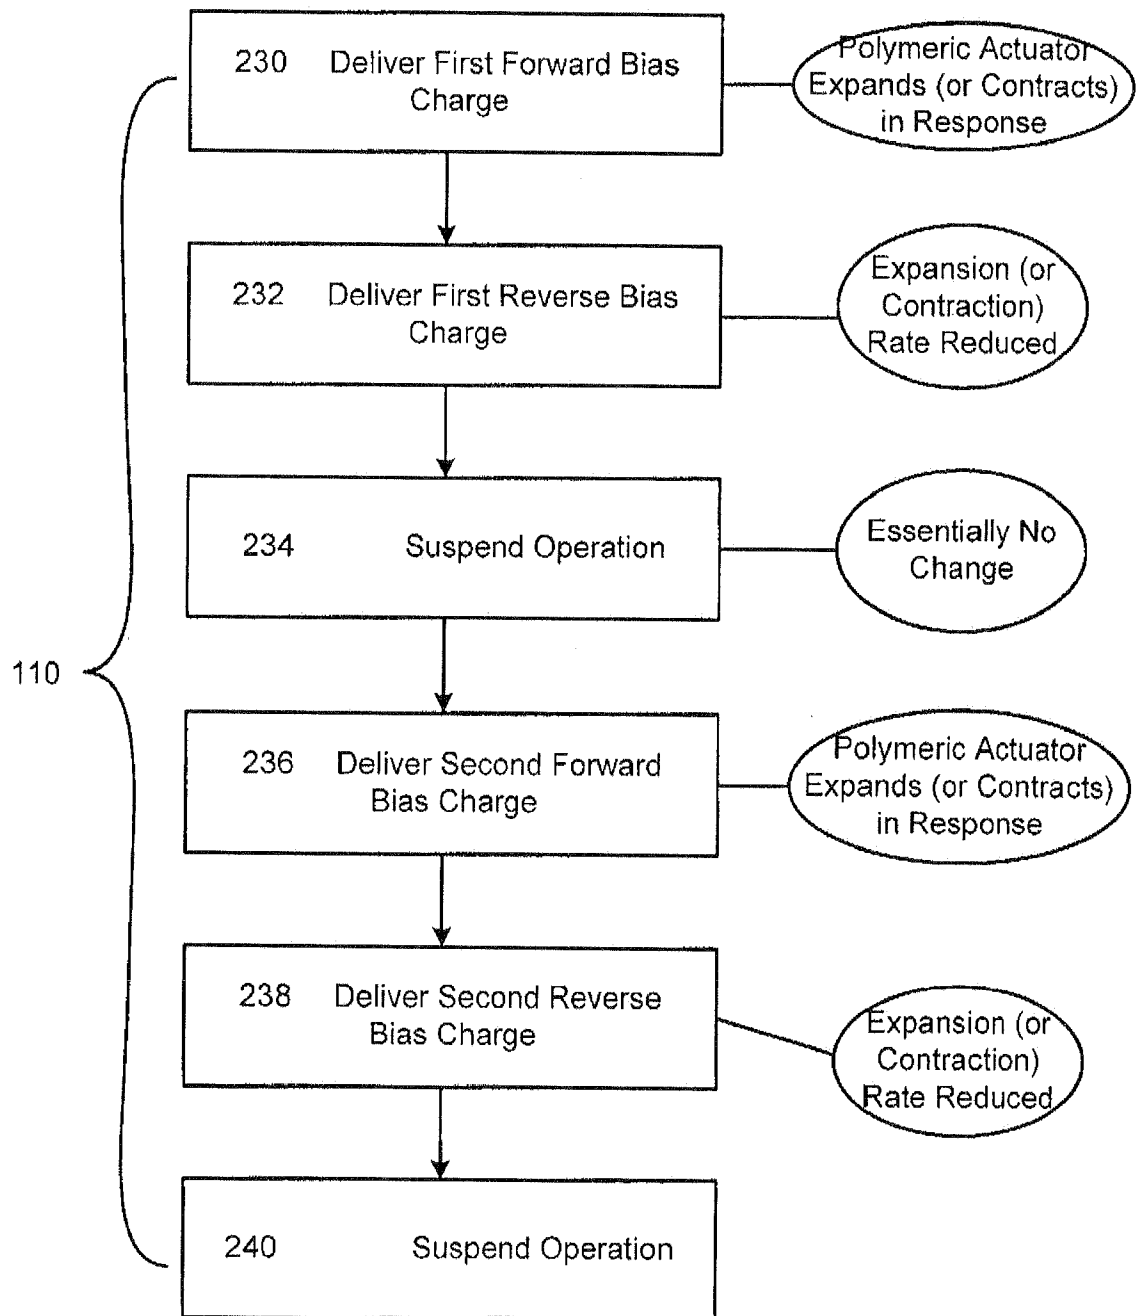 230 Deliver First Forward Bias
Charge
Polymeric Actuator
Expands (or Contracts)
in Response
232 Deliver First Reverse Bias
Charge
Expansion (or
Contraction)
Rate Reduced
234 Suspend Operation
Essentially No
Change
110
236 Deliver Second Forward
Bias Charge
Polymeric Actuator
Expands (or Contracts)
in Response
238 Deliver Second Reverse
Bias Charge
Expansion (or
Contraction)
Rate Reduced
240 Suspend Operation